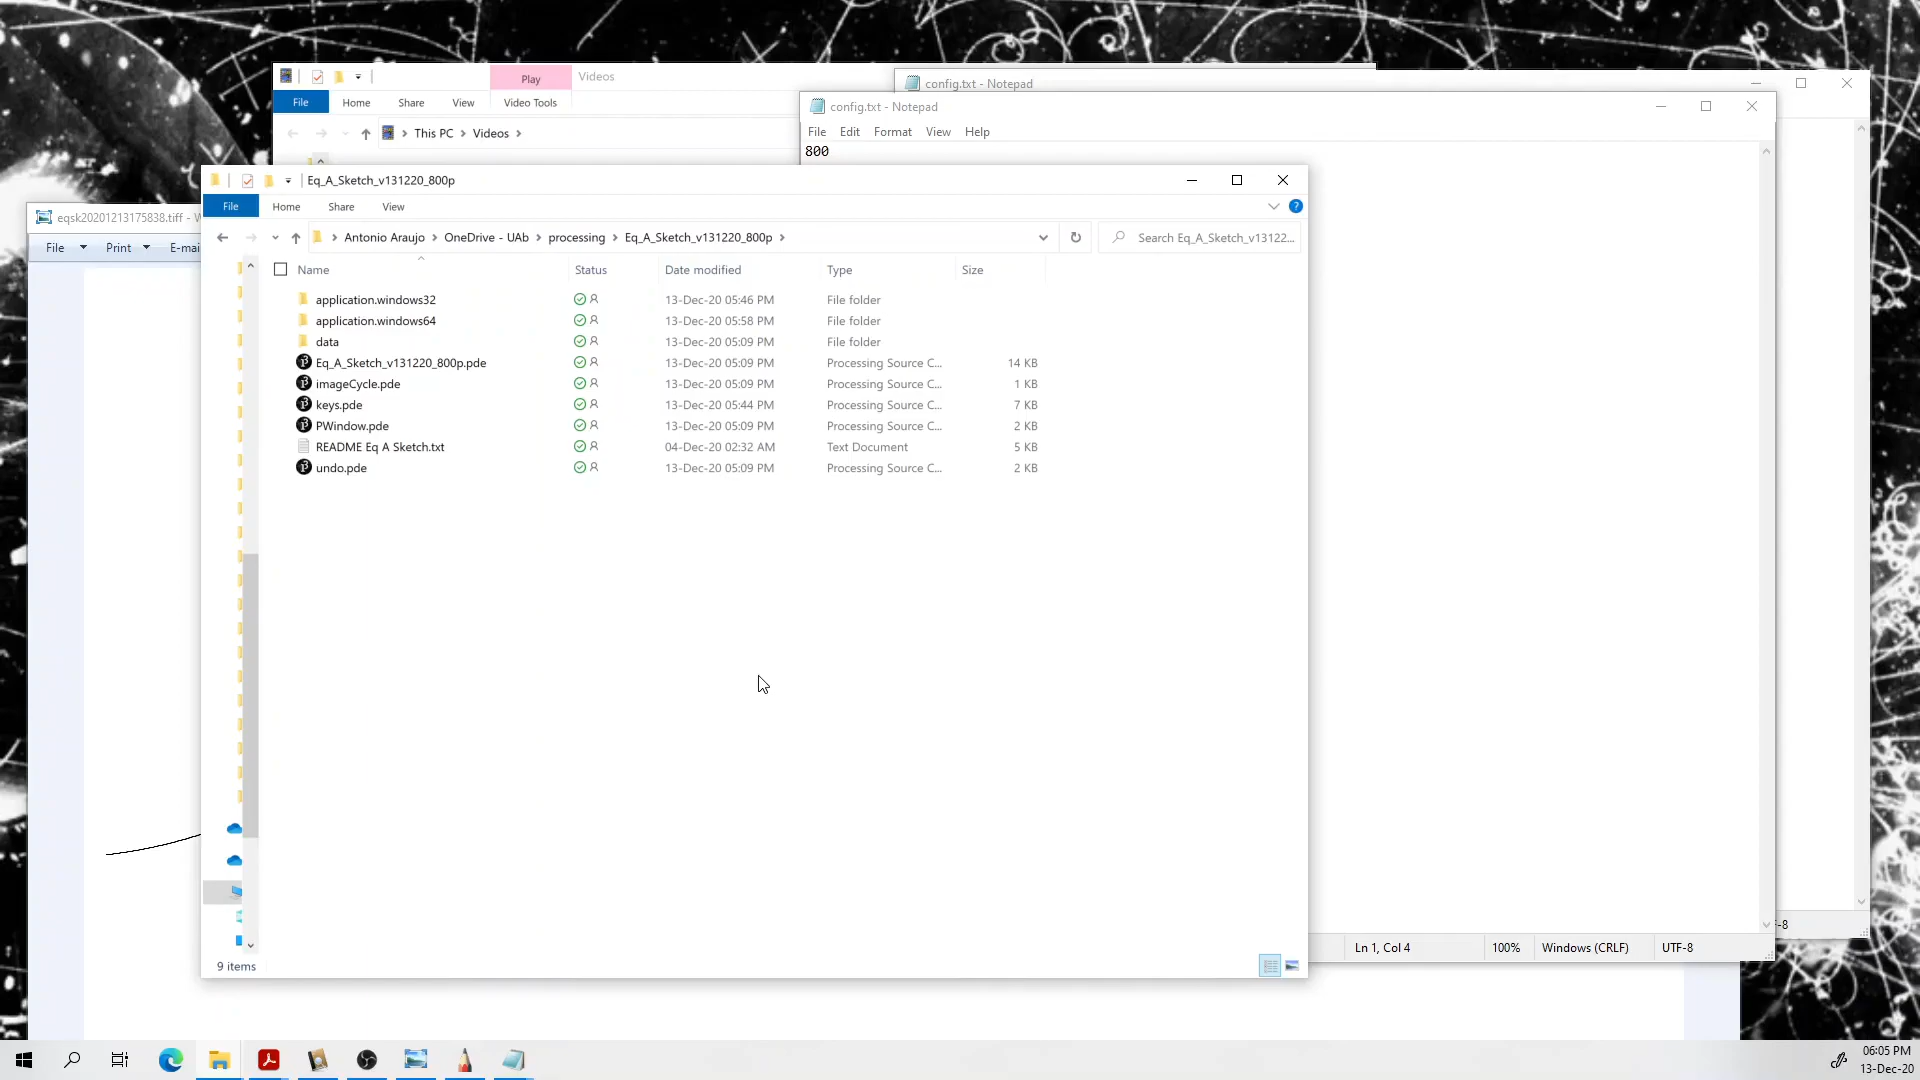 Play
Videos
File
Home
Share
View
Video Tools
This PC
Videos
config.txt - Notepad
config.txt - Notepad
File
Edit
Format
View
Help
800
Eq_A_Sketch_v131220_800p
File
Home
Share
View
eqsk20201213175838.tiff - W
File
Print
E-mai
Antonio Araujo
OneDrive - UAb
processing
Eq_A_Sketch_v131220_800p
Search Eq_A_Sketch_v13122...
Name Status Date modified Type Size
application.windows32 13-Dec-20 05:46 PM File folder
application.windows64 13-Dec-20 05:58 PM File folder
data 13-Dec-20 05:09 PM File folder
Eq_A_Sketch_v131220_800p.pde 13-Dec-20 05:09 PM Processing Source C... 14 KB
imageCycle.pde 13-Dec-20 05:09 PM Processing Source C... 1 KB
keys.pde 13-Dec-20 05:44 PM Processing Source C... 7 KB
PWindow.pde 13-Dec-20 05:09 PM Processing Source C... 2 KB
README Eq A Sketch.txt 04-Dec-20 02:32 AM Text Document 5 KB
undo.pde 13-Dec-20 05:09 PM Processing Source C... 2 KB
9 items
Ln 1, Col 4
100%
Windows (CRLF)
UTF-8
F-8
06:05 PM
13-Dec-20